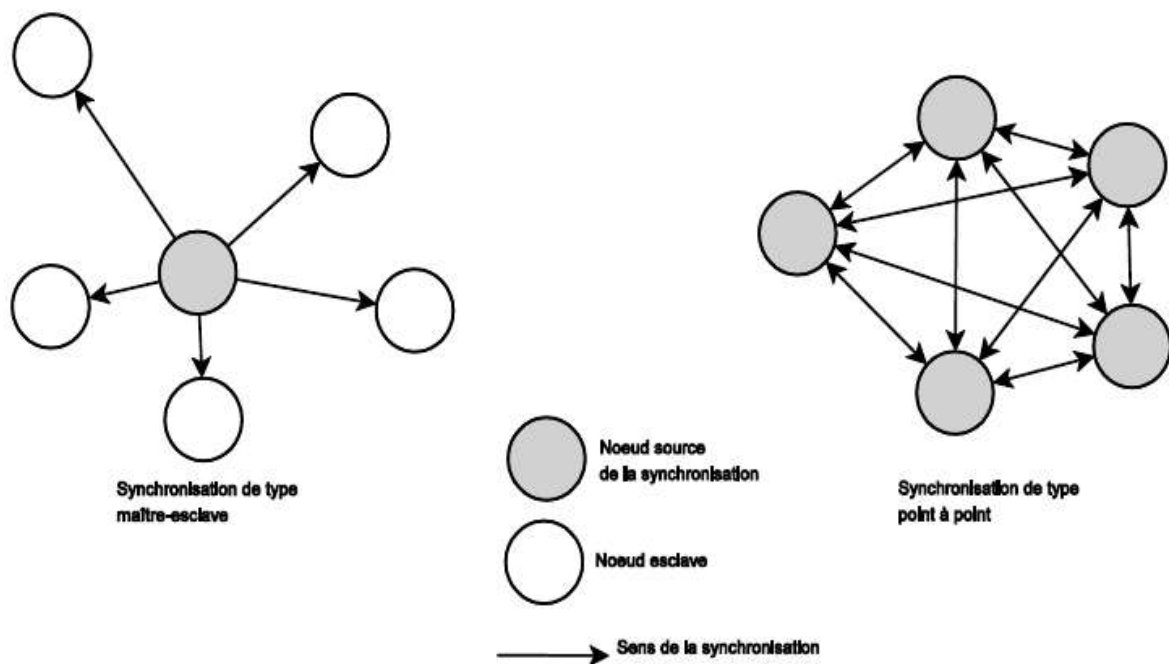 Synchronisation de type
maître-esclave
Noeud source
de la synchronisation
Synchronisation de type
point à point
Noeud esclave
Sens de la synchronisation